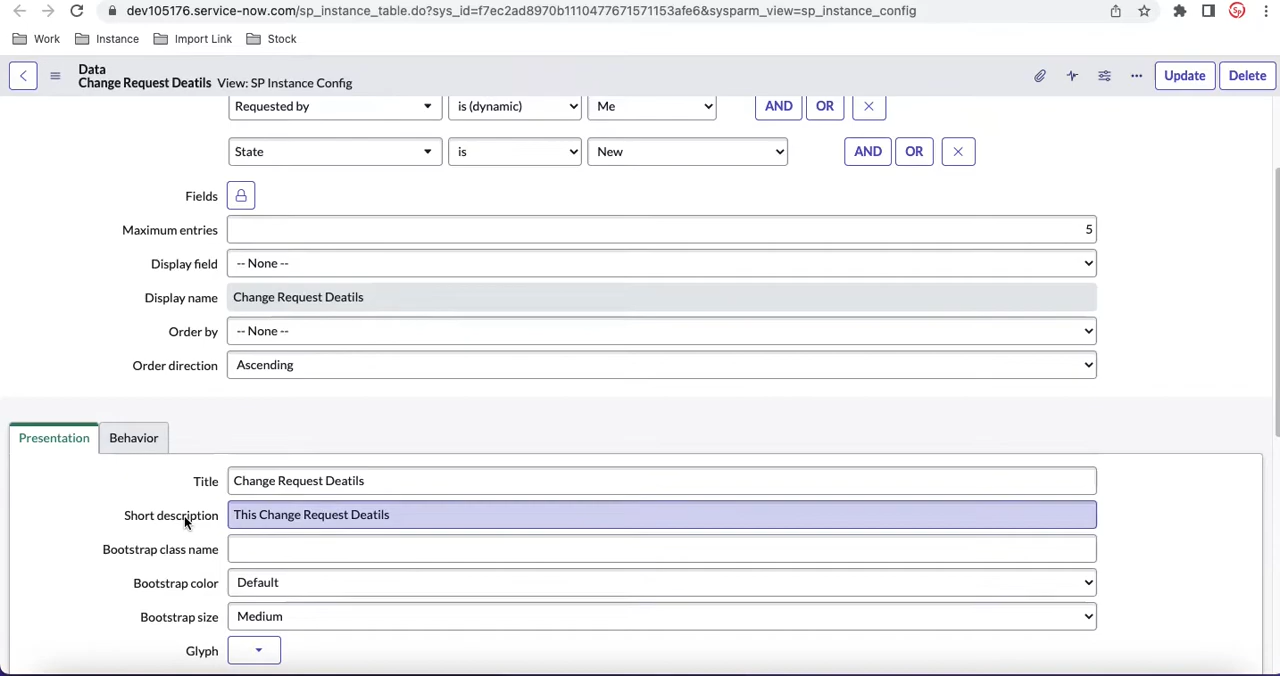 dev105176.service-now.com/sp_instance_table.do?sys_id=f7ec2ad8970b1110477671571153afe6&sysparm_view=sp_instance_config
Sp
Work Instance Import Link Stock
Data
Change Request Deatils View: SP Instance Config
Update Delete
Requested by is (dynamic) Me AND OR
State is New AND OR
Fields
Maximum entries 5
Display field -- None --
Display name Change Request Deatils
Order by -- None --
Order direction Ascending
Presentation Behavior
Title Change Request Deatils
Short description This Change Request Deatils
Bootstrap class name
Bootstrap color Default
Bootstrap size Medium
Glyph